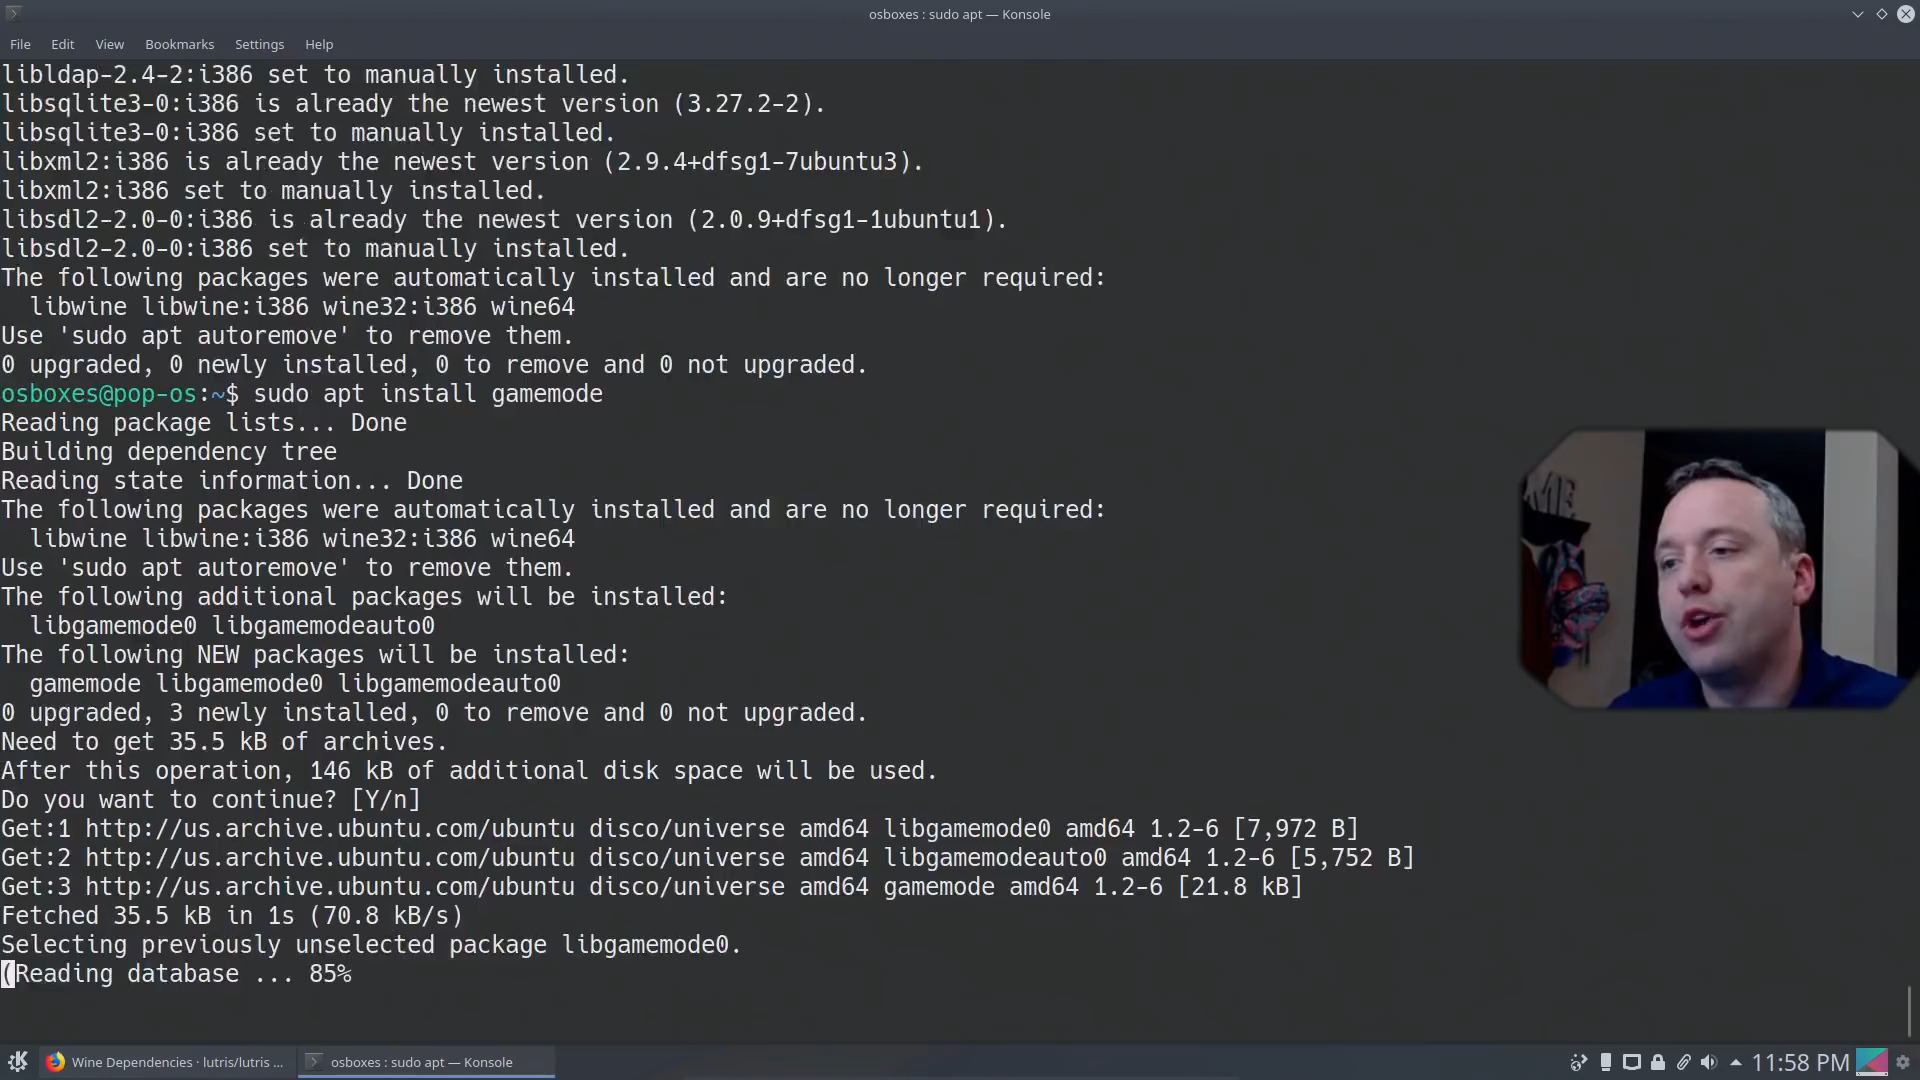 osboxes : sudo apt — Konsole
File Edit View Bookmarks Settings Help
libldap-2.4-2:i386 set to manually installed.
libsqlite3-0:i386 is already the newest version (3.27.2-2).
libsqlite3-0:i386 set to manually installed.
libxml2:i386 is already the newest version (2.9.4+dfsg1-7ubuntu3).
libxml2:i386 set to manually installed.
libsdl2-2.0-0:i386 is already the newest version (2.0.9+dfsg1-1ubuntu1).
libsdl2-2.0-0:i386 set to manually installed.
The following packages were automatically installed and are no longer required:
  libwine libwine:i386 wine32:i386 wine64
Use 'sudo apt autoremove' to remove them.
0 upgraded, 0 newly installed, 0 to remove and 0 not upgraded.
osboxes@pop-os:~$ sudo apt install gamemode
Reading package lists... Done
Building dependency tree
Reading state information... Done
The following packages were automatically installed and are no longer required:
  libwine libwine:i386 wine32:i386 wine64
Use 'sudo apt autoremove' to remove them.
The following additional packages will be installed:
  libgamemode0 libgamemodeauto0
The following NEW packages will be installed:
  gamemode libgamemode0 libgamemodeauto0
0 upgraded, 3 newly installed, 0 to remove and 0 not upgraded.
Need to get 35.5 kB of archives.
After this operation, 146 kB of additional disk space will be used.
Do you want to continue? [Y/n]
Get:1 http://us.archive.ubuntu.com/ubuntu disco/universe amd64 libgamemode0 amd64 1.2-6 [7,972 B]
Get:2 http://us.archive.ubuntu.com/ubuntu disco/universe amd64 libgamemodeauto0 amd64 1.2-6 [5,752 B]
Get:3 http://us.archive.ubuntu.com/ubuntu disco/universe amd64 gamemode amd64 1.2-6 [21.8 kB]
Fetched 35.5 kB in 1s (70.8 kB/s)
Selecting previously unselected package libgamemode0.
(Reading database ... 85%
Wine Dependencies · lutris/lutris ... osboxes : sudo apt — Konsole 11:58 PM